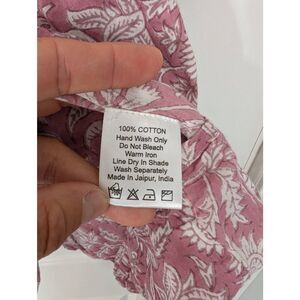 100% COTTON
Hand Wash Only
Do Not Bleach
Warm Iron
Line Dry In Shade
Wash Separately
Made In Jaipur, India